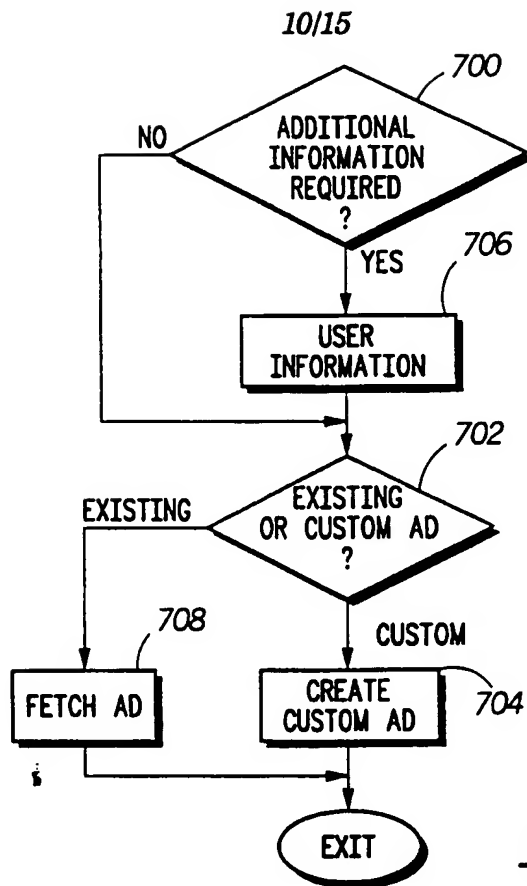 10/15
700
ADDITIONAL
INFORMATION
REQUIRED
?
NO
YES
706
USER
INFORMATION
702
EXISTING
OR CUSTOM AD
?
EXISTING
CUSTOM
708
FETCH AD
704
CREATE
CUSTOM AD
EXIT